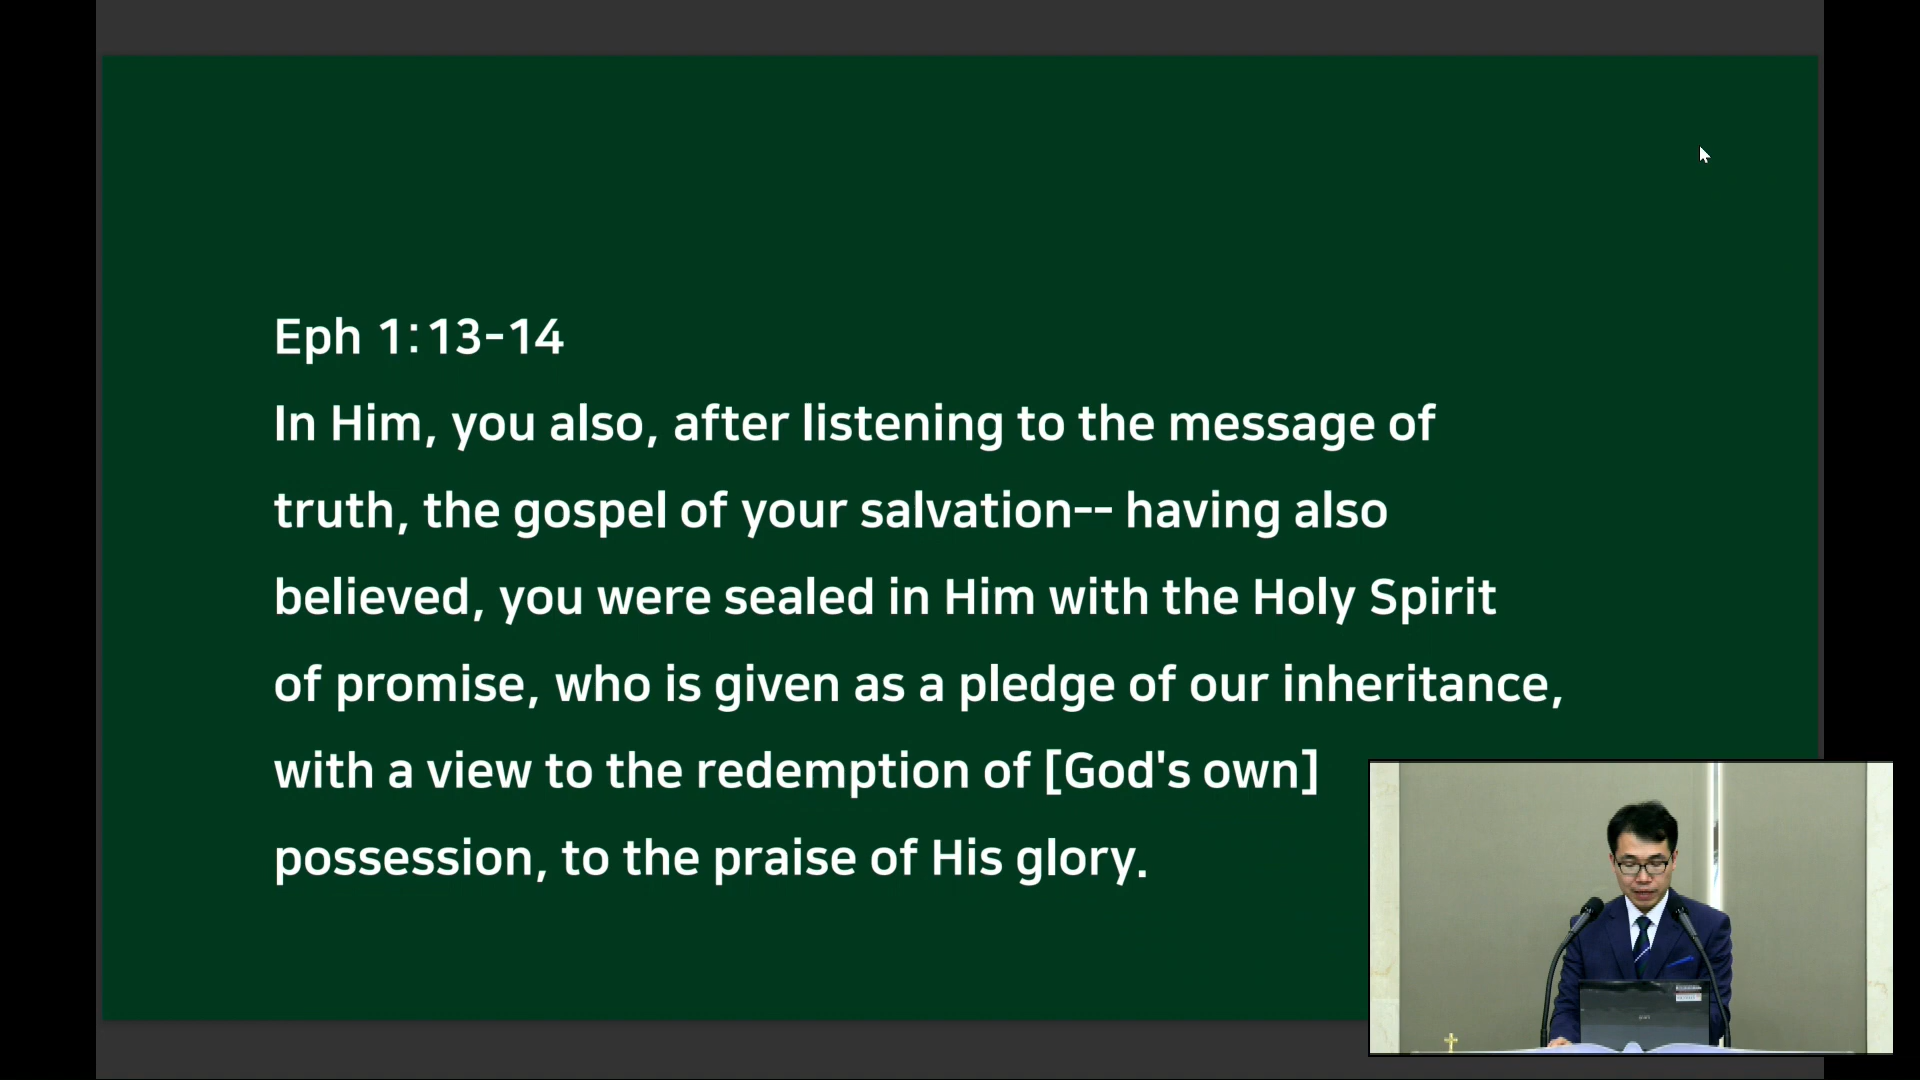 Eph 1:13-14
In Him, you also, after listening to the message of
truth, the gospel of your salvation-- having also
believed, you were sealed in Him with the Holy Spirit
of promise, who is given as a pledge of our inheritance,
with a view to the redemption of [God's own]
possession, to the praise of His glory.